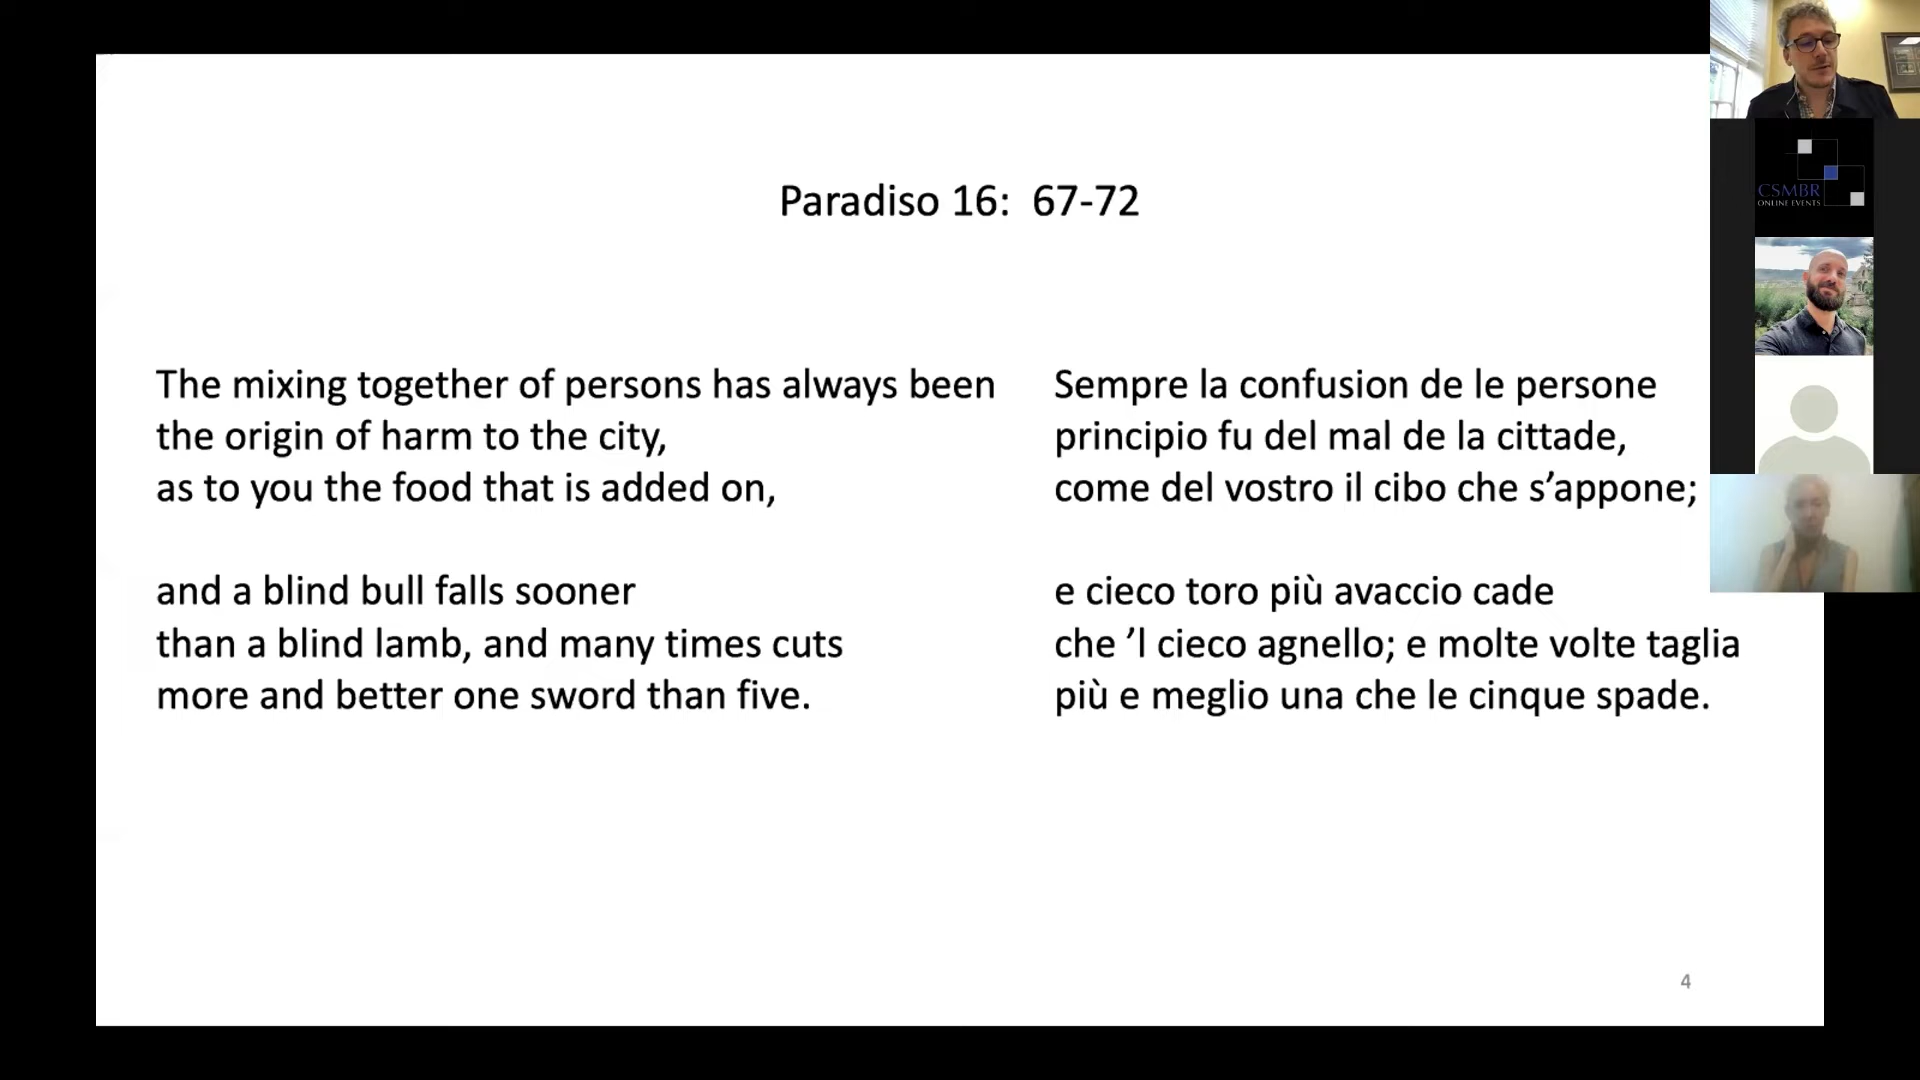 Paradiso 16: 67-72
The mixing together of persons has always been
the origin of harm to the city,
as to you the food that is added on,
and a blind bull falls sooner
than a blind lamb, and many times cuts
more and better one sword than five.
Sempre la confusion de le persone
principio fu del mal de la cittade,
come del vostro il cibo che s’appone;
e cieco toro più avaccio cade
che ’l cieco agnello; e molte volte taglia
più e meglio una che le cinque spade.
4
CSMBR
ONLINE EVENTS